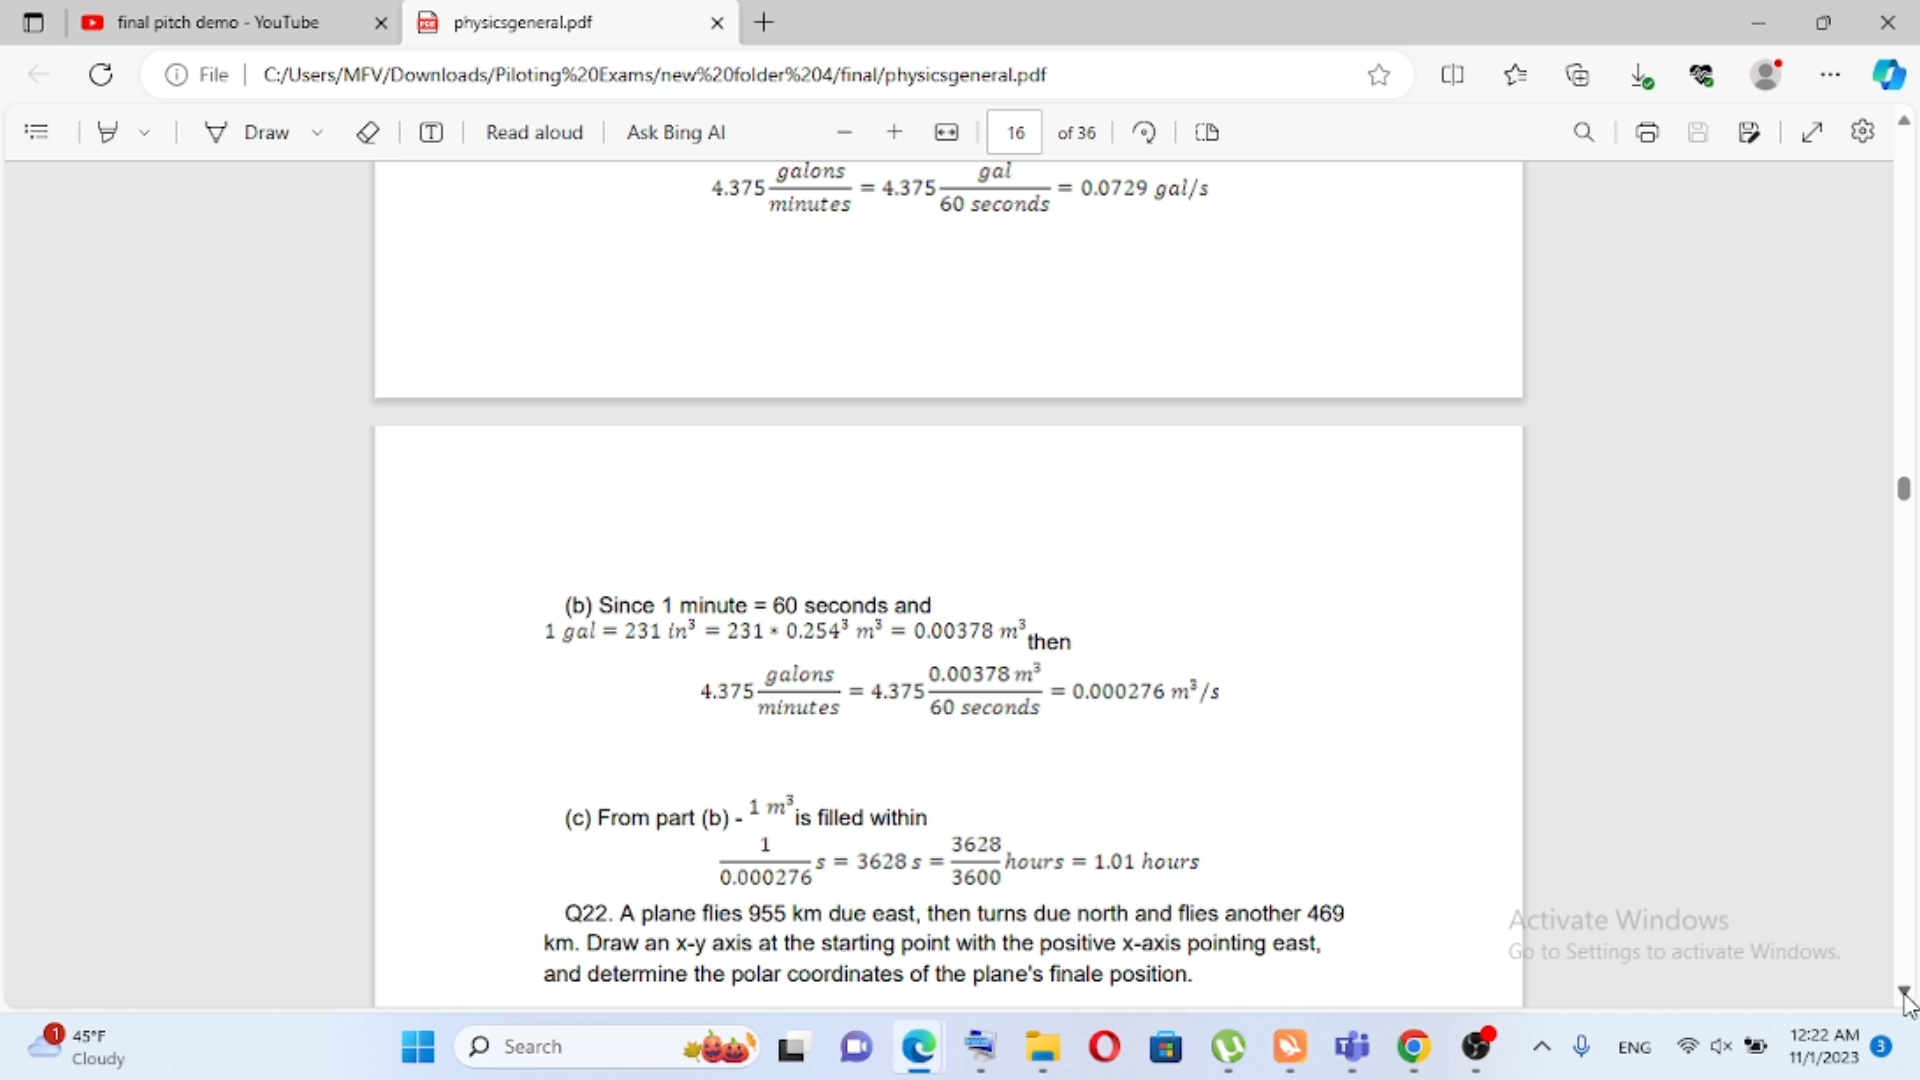 final pitch demo - YouTube
physicsgeneral.pdf
File
C:/Users/MFV/Downloads/Piloting%20Exams/new%20folder%204/final/physicsgeneral.pdf
Draw
Read aloud
Ask Bing AI
16
of 36
4.375 galons/minutes = 4.375 gal/60 seconds = 0.0729 gal/s
(b) Since 1 minute = 60 seconds and
1 gal = 231 in³ = 231 * 0.254³ m³ = 0.00378 m³ then
4.375 galons/minutes = 4.375 0.00378 m³/60 seconds = 0.000276 m³/s
(c) From part (b) - 1 m³ is filled within
1/0.000276 s = 3628 s = 3628/3600 hours = 1.01 hours
Q22. A plane flies 955 km due east, then turns due north and flies another 469
km. Draw an x-y axis at the starting point with the positive x-axis pointing east,
and determine the polar coordinates of the plane's finale position.
Activate Windows
Go to Settings to activate Windows.
1
45°F
Cloudy
Search
ENG
12:22 AM
11/1/2023
3